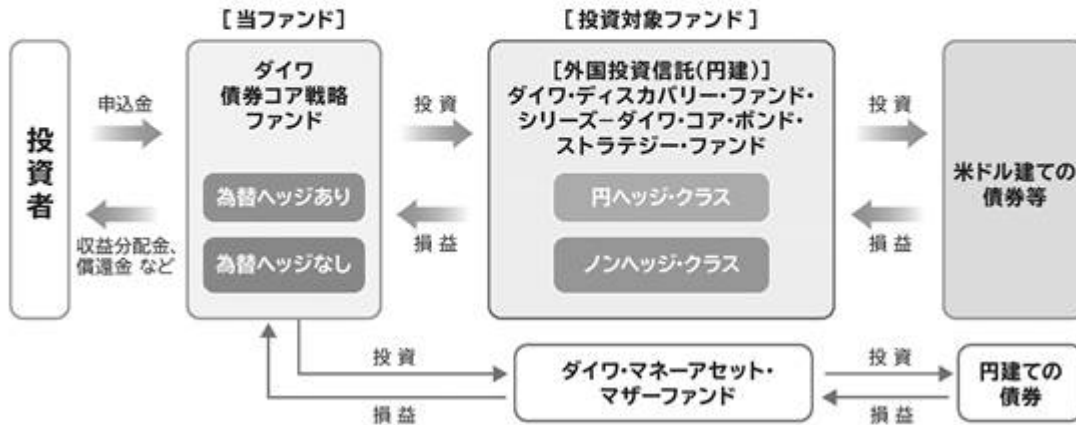 [当ファンド]
[投資対象ファンド]
投資者
申込金
収益分配金、
償還金 など
ダイワ
債券コア戦略
ファンド
為替ヘッジあり
為替ヘッジなし
投資
損益
[外国投資信託(円建)]
ダイワ・ディスカバリー・ファンド・
シリーズ－ダイワ・コア・ボンド・
ストラテジー・ファンド
円ヘッジ・クラス
ノンヘッジ・クラス
投資
損益
米ドル建ての
債券等
投資
損益
ダイワ・マネーアセット・
マザーファンド
投資
損益
円建ての
債券